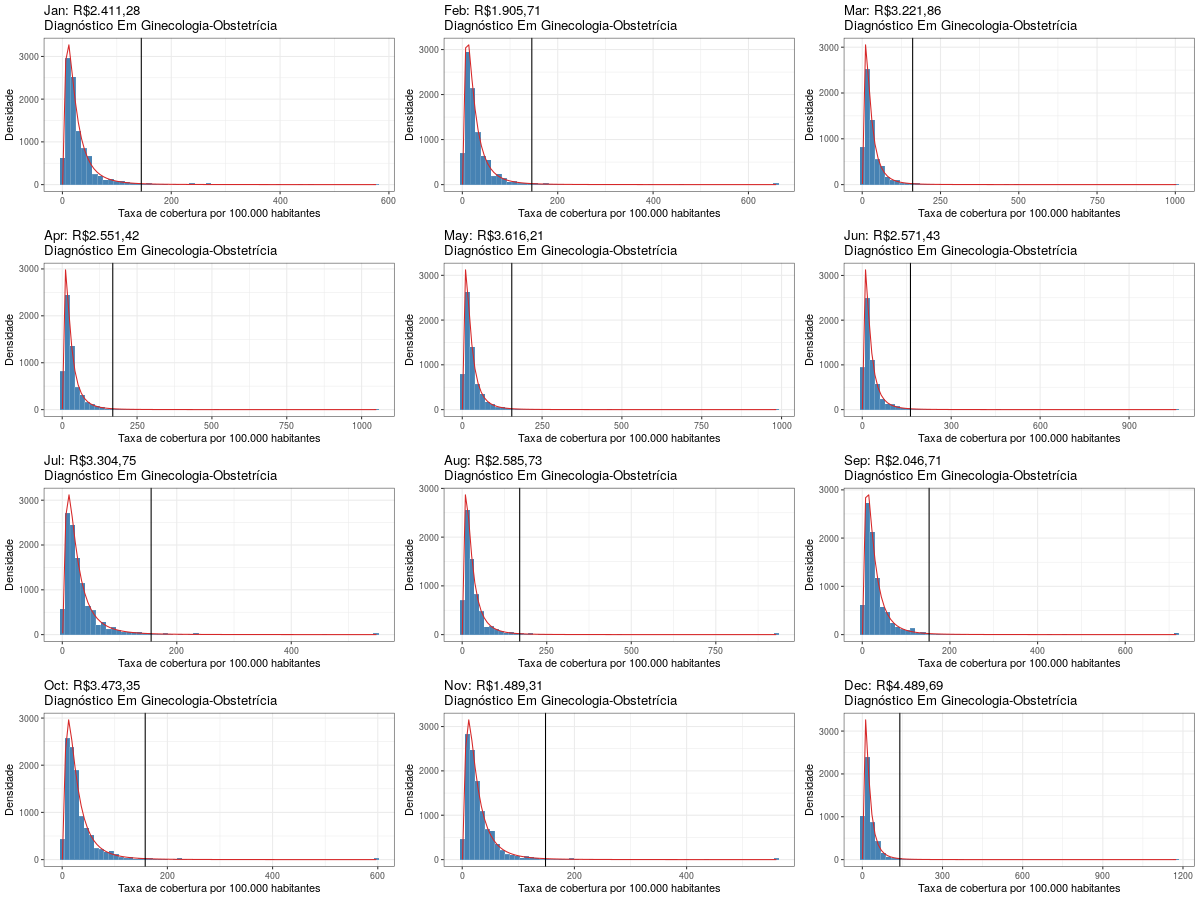 Jan: R$2.411,28
Diagnóstico Em Ginecologia-Obstetrícia
Densidade
3000
2000
1000
0
0 200 400 600
Taxa de cobertura por 100.000 habitantes
Feb: R$1.905,71
Diagnóstico Em Ginecologia-Obstetrícia
Densidade
3000
2000
1000
0
0 200 400 600
Taxa de cobertura por 100.000 habitantes
Mar: R$3.221,86
Diagnóstico Em Ginecologia-Obstetrícia
Densidade
3000
2000
1000
0
0 250 500 750 1000
Taxa de cobertura por 100.000 habitantes
Apr: R$2.551,42
Diagnóstico Em Ginecologia-Obstetrícia
Densidade
3000
2000
1000
0
0 250 500 750 1000
Taxa de cobertura por 100.000 habitantes
May: R$3.616,21
Diagnóstico Em Ginecologia-Obstetrícia
Densidade
3000
2000
1000
0
0 250 500 750 1000
Taxa de cobertura por 100.000 habitantes
Jun: R$2.571,43
Diagnóstico Em Ginecologia-Obstetrícia
Densidade
3000
2000
1000
0
0 300 600 900
Taxa de cobertura por 100.000 habitantes
Jul: R$3.304,75
Diagnóstico Em Ginecologia-Obstetrícia
Densidade
3000
2000
1000
0
0 200 400
Taxa de cobertura por 100.000 habitantes
Aug: R$2.585,73
Diagnóstico Em Ginecologia-Obstetrícia
Densidade
3000
2000
1000
0
0 250 500 750
Taxa de cobertura por 100.000 habitantes
Sep: R$2.046,71
Diagnóstico Em Ginecologia-Obstetrícia
Densidade
3000
2000
1000
0
0 200 400 600
Taxa de cobertura por 100.000 habitantes
Oct: R$3.473,35
Diagnóstico Em Ginecologia-Obstetrícia
Densidade
3000
2000
1000
0
0 200 400 600
Taxa de cobertura por 100.000 habitantes
Nov: R$1.489,31
Diagnóstico Em Ginecologia-Obstetrícia
Densidade
3000
2000
1000
0
0 200 400
Taxa de cobertura por 100.000 habitantes
Dec: R$4.489,69
Diagnóstico Em Ginecologia-Obstetrícia
Densidade
3000
2000
1000
0
0 300 600 900 1200
Taxa de cobertura por 100.000 habitantes